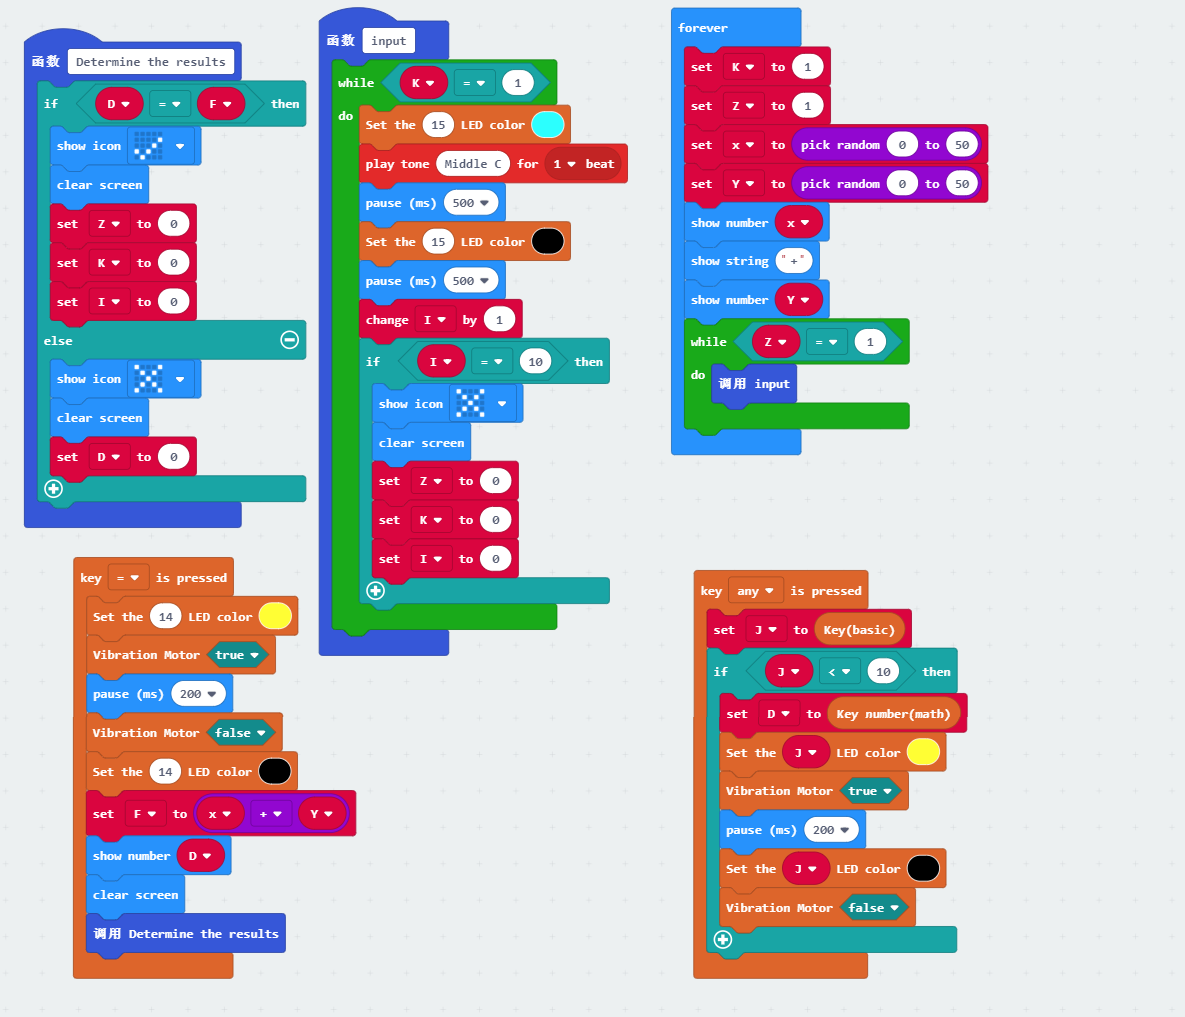 函数 Determine the results
if D = F then
show icon
clear screen
set Z to 0
set K to 0
set I to 0
else
show icon
clear screen
set D to 0
函数 input
while K = 1
do
Set the 15 LED color
play tone Middle C for 1 beat
pause (ms) 500
Set the 15 LED color
pause (ms) 500
change I by 1
if I = 10 then
show icon
clear screen
set Z to 0
set K to 0
set I to 0
forever
set K to 1
set Z to 1
set x to pick random 0 to 50
set Y to pick random 0 to 50
show number x
show string "+"
show number Y
while Z = 1
do
调用 input
key = is pressed
Set the 14 LED color
Vibration Motor true
pause (ms) 200
Vibration Motor false
Set the 14 LED color
set F to x + Y
show number D
clear screen
调用 Determine the results
key any is pressed
set J to Key(basic)
if J < 10 then
set D to Key number(math)
Set the J LED color
Vibration Motor true
pause (ms) 200
Set the J LED color
Vibration Motor false